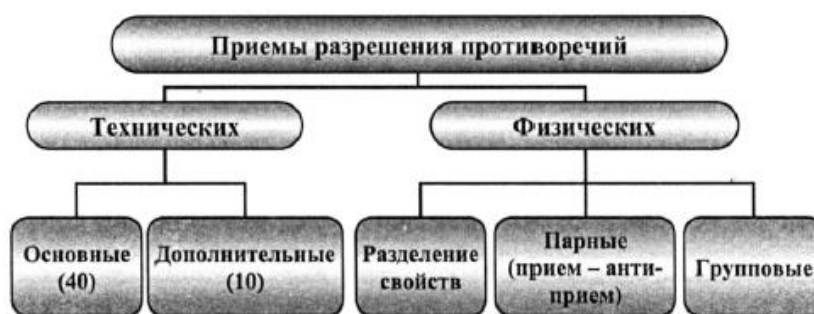 Приемы разрешения противоречий
Технических
Физических
Основные
(40)
Дополнительные
(10)
Разделение
свойств
Парные
(прием – анти-
прием)
Групповые